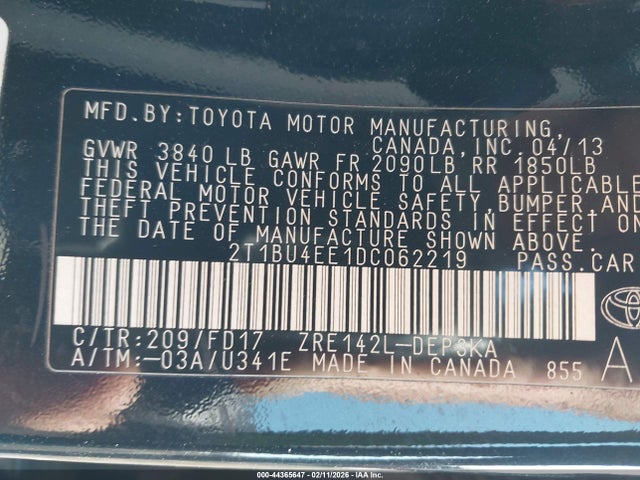 MFD.BY:TOYOTA MOTOR MANUFACTURING,
CANADA,INC.04/13
GVWR 3840 LB GAWR FR 2090LB RR 1850LB
THIS VEHICLE CONFORMS TO ALL APPLICABLE
FEDERAL MOTOR VEHICLE SAFETY,BUMPER,AND
THEFT PREVENTION STANDARDS IN EFFECT ON
THE DATE OF MANUFACTURE SHOWN ABOVE.
2T1BU4EE1DC062219 PASS.CAR
C/TR:209/FD17 ZRE142L-DEPSKA
A/TM:-03A/U341E MADE IN CANADA 855 A
000-44365647 - 02/11/2026 - IAA Inc.